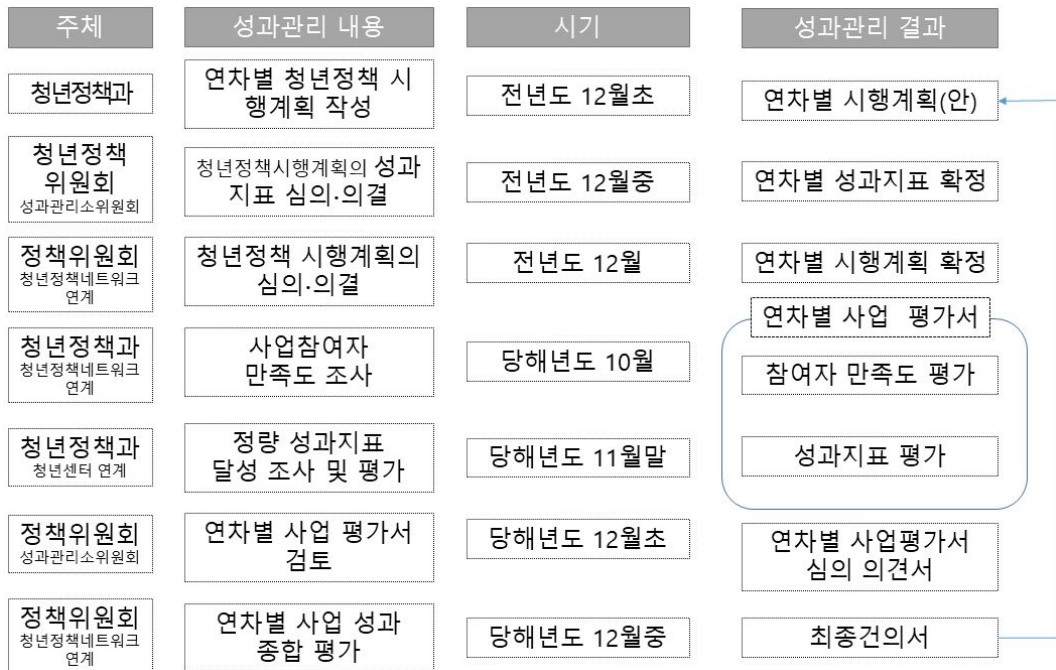 주체
성과관리 내용
시기
성과관리 결과
청년정책과
연차별 청년정책 시
행계획 작성
전년도 12월초
연차별 시행계획(안)
청년정책
위원회
성과관리소위원회
청년정책시행계획의 성과
지표 심의·의결
전년도 12월중
연차별 성과지표 확정
정책위원회
청년정책네트워크
연계
청년정책 시행계획의
심의·의결
전년도 12월
연차별 시행계획 확정
연차별 사업 평가서
청년정책과
청년정책네트워크
연계
사업참여자
만족도 조사
당해년도 10월
참여자 만족도 평가
청년정책과
청년센터 연계
정량 성과지표
달성 조사 및 평가
당해년도 11월말
성과지표 평가
정책위원회
성과관리소위원회
연차별 사업 평가서
검토
당해년도 12월초
연차별 사업평가서
심의 의견서
정책위원회
청년정책네트워크
연계
연차별 사업 성과
종합 평가
당해년도 12월중
최종건의서